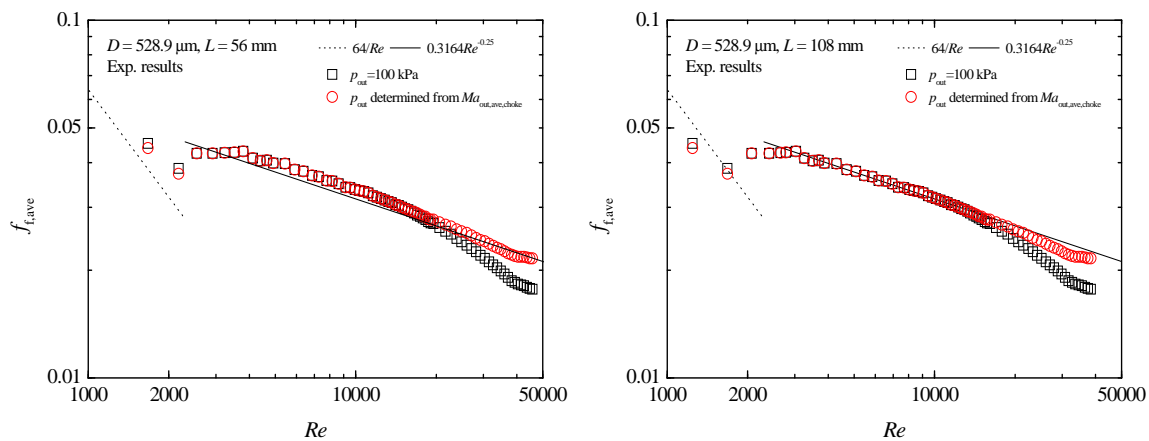 D = 528.9 μm, L = 56 mm
Exp. results
64/Re
0.3164Re^-0.25
p_out=100 kPa
p_out determined from Ma_out,ave,choke
0.1
0.05
0.01
f_f,ave
1000
2000
10000
50000
Re
D = 528.9 μm, L = 108 mm
Exp. results
64/Re
0.3164Re^-0.25
p_out=100 kPa
p_out determined from Ma_out,ave,choke
0.1
0.05
0.01
f_f,ave
1000
2000
10000
50000
Re